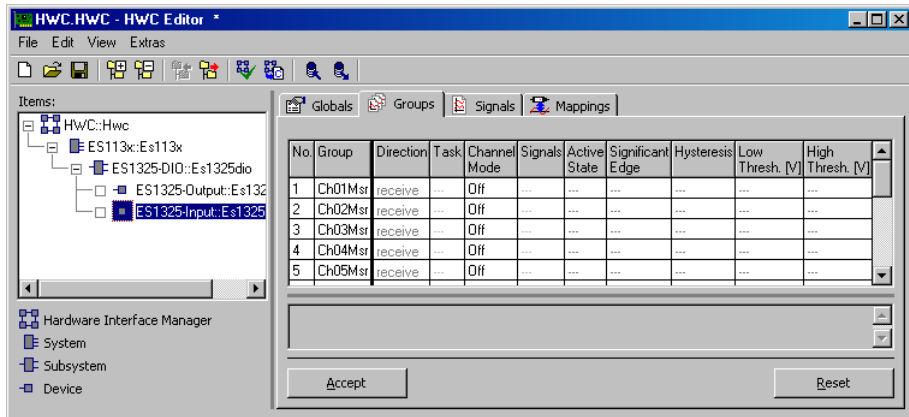 HWC.HWC - HWC Editor *
File Edit View Extras
Items:
HWC::Hwc
ES113x::Es113x
ES1325-DIO::Es1325dio
ES1325-Output::Es132
ES1325-Input::Es1325
Hardware Interface Manager
System
Subsystem
Device
Globals Groups Signals Mappings
No. Group Direction Task Channel Mode Signals Active State Significant Edge Hysteresis Low Thresh. [V] High Thresh. [V]
1 Ch01Msr receive --- Off --- --- --- --- --- ---
2 Ch02Msr receive --- Off --- --- --- --- --- ---
3 Ch03Msr receive --- Off --- --- --- --- --- ---
4 Ch04Msr receive --- Off --- --- --- --- --- ---
5 Ch05Msr receive --- Off --- --- --- --- --- ---
Accept Reset